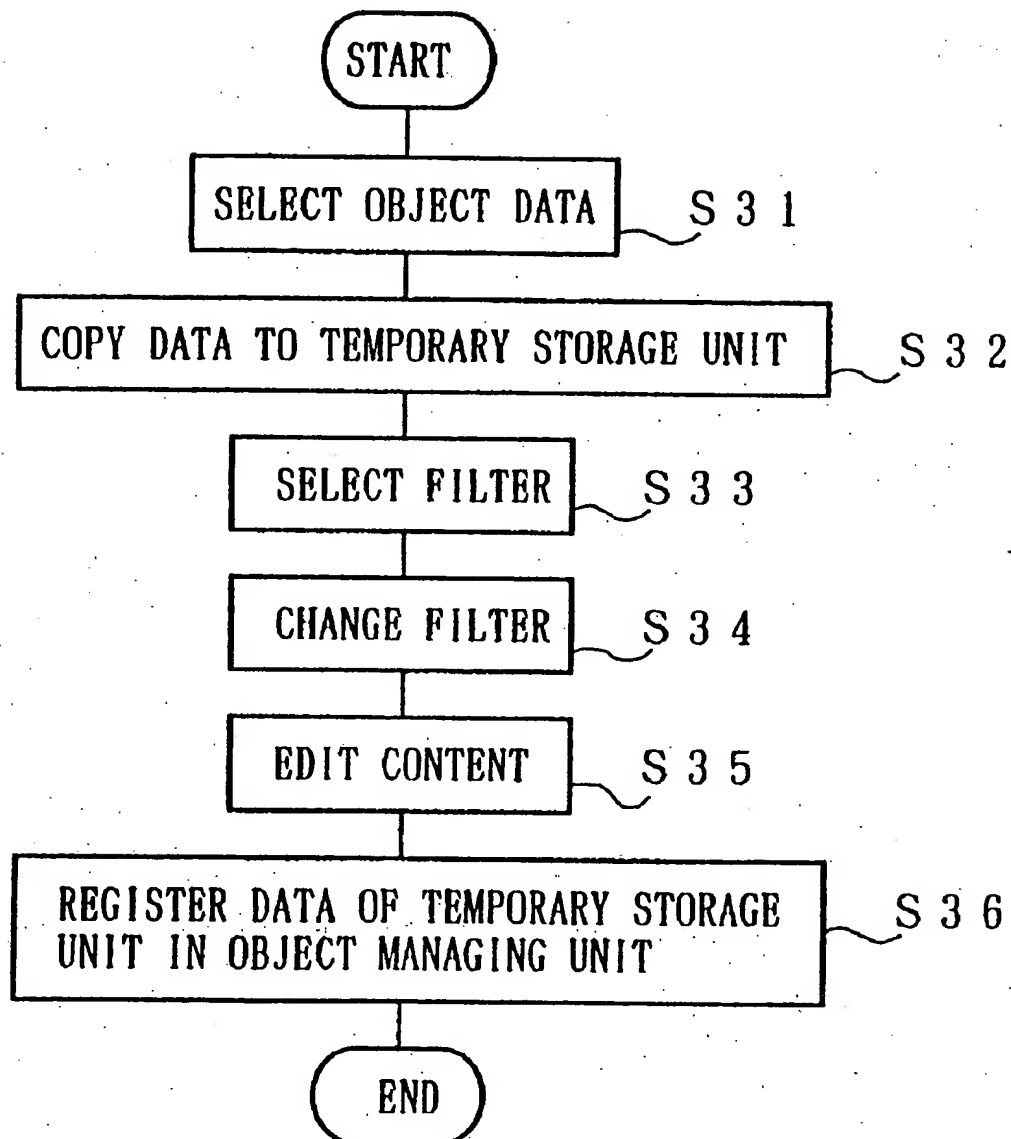 START
SELECT OBJECT DATA
S31
COPY DATA TO TEMPORARY STORAGE UNIT
S32
SELECT FILTER
S33
CHANGE FILTER
S34
EDIT CONTENT
S35
REGISTER DATA OF TEMPORARY STORAGE
UNIT IN OBJECT MANAGING UNIT
S36
END